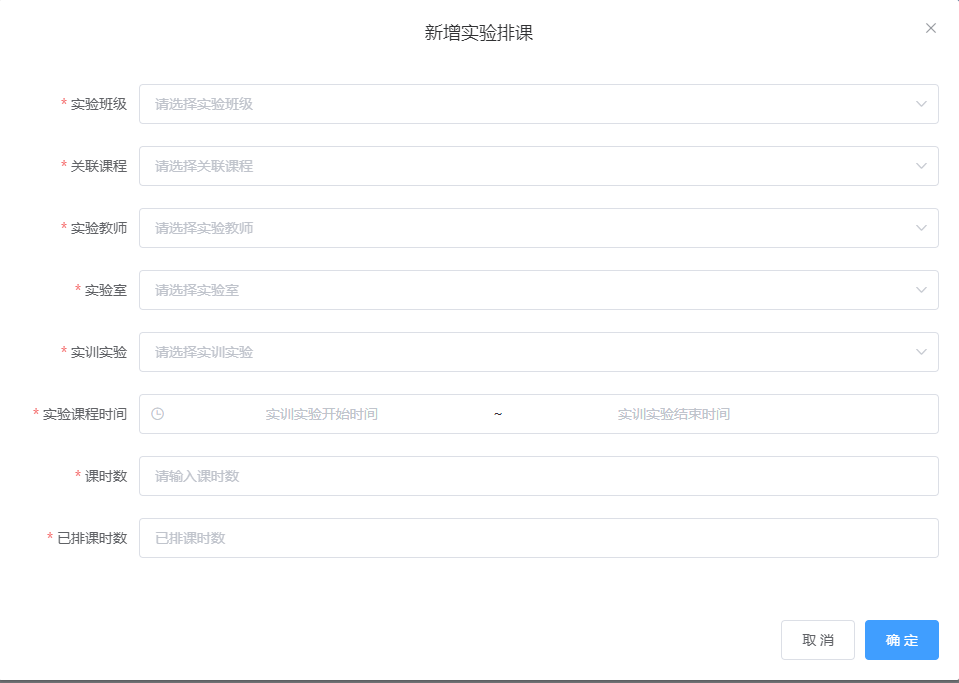 新增实验排课
* 实验班级 请选择实验班级
* 关联课程 请选择关联课程
* 实验教师 请选择实验教师
* 实验室 请选择实验室
* 实训实验 请选择实训实验
* 实验课程时间 实训实验开始时间 ~ 实训实验结束时间
* 课时数 请输入课时数
* 已排课时数 已排课时数
取消 确定